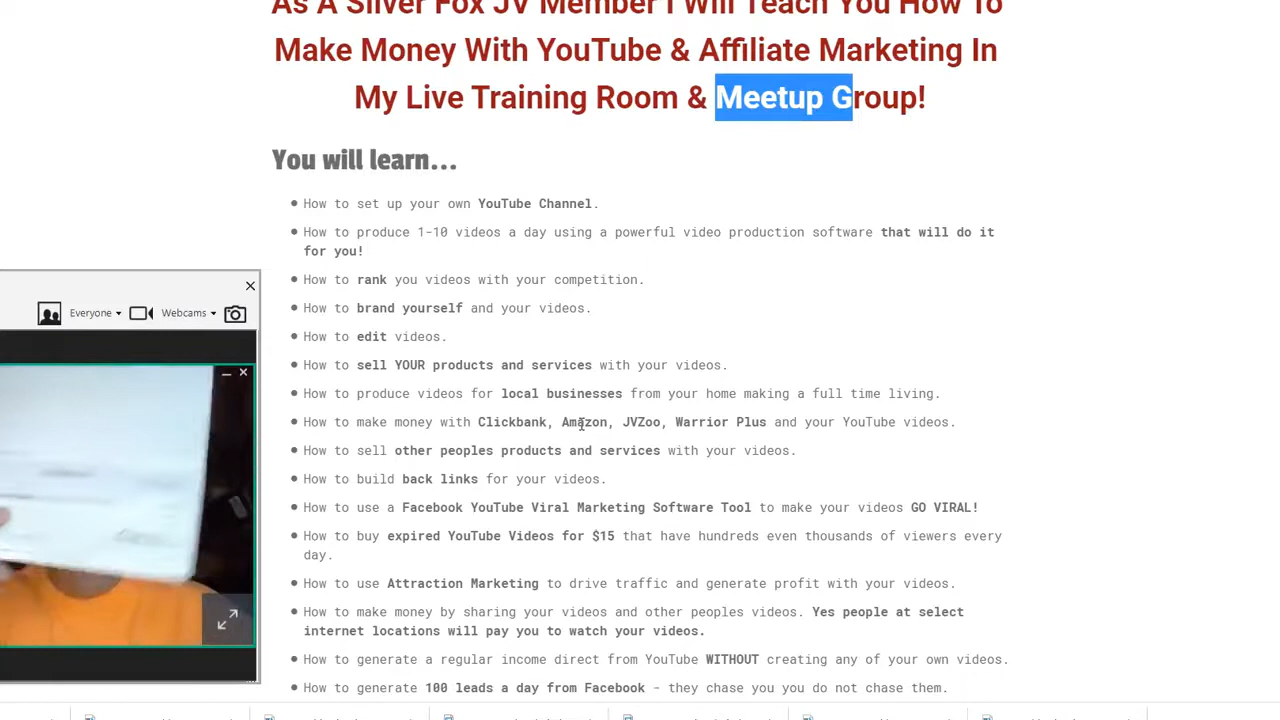 As A Silver Fox JV Member I Will Teach You How To
Make Money With YouTube & Affiliate Marketing In
My Live Training Room & Meetup Group!
You will learn...
How to set up your own YouTube Channel.
How to produce 1-10 videos a day using a powerful video production software that will do it
for you!
How to rank you videos with your competition.
How to brand yourself and your videos.
How to edit videos.
How to sell YOUR products and services with your videos.
How to produce videos for local businesses from your home making a full time living.
How to make money with Clickbank, Amazon, JVZoo, Warrior Plus and your YouTube videos.
How to sell other peoples products and services with your videos.
How to build back links for your videos.
How to use a Facebook YouTube Viral Marketing Software Tool to make your videos GO VIRAL!
How to buy expired YouTube Videos for $15 that have hundreds even thousands of viewers every
day.
How to use Attraction Marketing to drive traffic and generate profit with your videos.
How to make money by sharing your videos and other peoples videos. Yes people at select
internet locations will pay you to watch your videos.
How to generate a regular income direct from YouTube WITHOUT creating any of your own videos.
How to generate 100 leads a day from Facebook - they chase you you do not chase them.
Everyone
Webcams